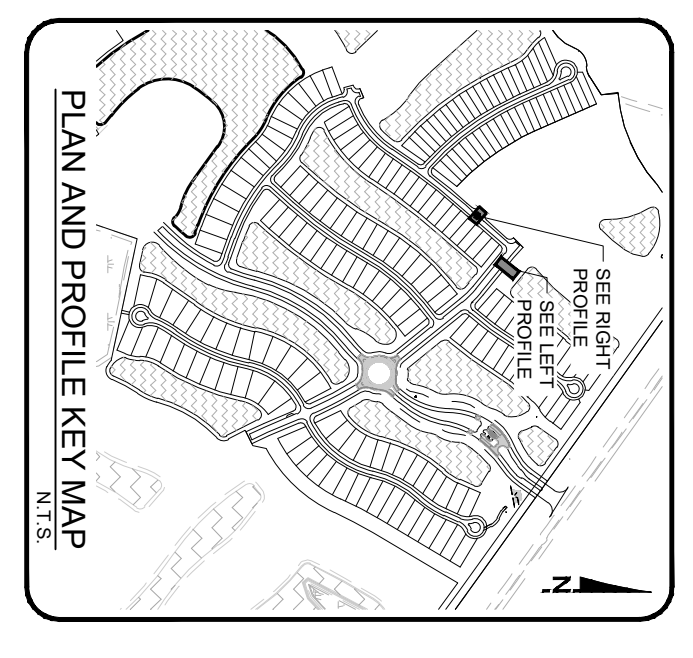 SEE RIGHT
PROFILE
SEE LEFT
PROFILE
PLAN AND PROFILE KEY MAP
N.T.S.
N